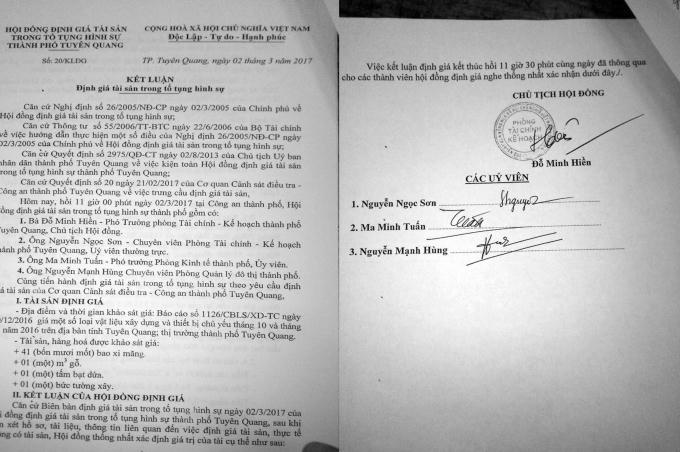 HỘI ĐỒNG ĐỊNH GIÁ TÀI SẢN
TRONG TỐ TỤNG HÌNH SỰ
THÀNH PHỐ TUYÊN QUANG
Số: 20/KLĐG
CỘNG HOÀ XÃ HỘI CHỦ NGHĨA VIỆT NAM
Độc Lập - Tự do - Hạnh phúc
TP. Tuyên Quang, ngày 02 tháng 3 năm 2017
KẾT LUẬN
Định giá tài sản trong tố tụng hình sự
Căn cứ Nghị định số 26/2005/NĐ-CP ngày 02/3/2005 của Chính phủ về
Hội đồng định giá tài sản trong tố tụng hình sự;
Căn cứ Thông tư số 55/2006/TT-BTC ngày 22/6/2006 của Bộ Tài chính
về việc hướng dẫn thực hiện một số điều của Nghị định 26/2005/NĐ-CP ngày
02/3/2005 của Chính phủ về Hội đồng định giá tài sản trong tố tụng hình sự;
Căn cứ Quyết định số 2975/QĐ-CT ngày 02/8/2013 của Chủ tịch Uỷ ban
nhân dân thành phố Tuyên Quang về việc kiện toàn Hội đồng định giá tài sản
trong tố tụng hình sự thành phố Tuyên Quang;
Căn cứ Quyết định số 20 ngày 21/02/2017 của Cơ quan Cảnh sát điều tra -
Công an thành phố Tuyên Quang về việc trưng cầu định giá tài sản,
Hôm nay, hồi 11 giờ 00 phút ngày 02/3/2017 tại Công an thành phố, Hội
đồng định giá tài sản trong tố tụng hình sự thành phố gồm có:
1. Bà Đỗ Minh Hiền - Phó Trưởng phòng Tài chính - Kế hoạch thành phố
Tuyên Quang, Chủ tịch Hội đồng.
2. Ông Nguyễn Ngọc Sơn - Chuyên viên Phòng Tài chính - Kế hoạch
thành phố Tuyên Quang, Uỷ viên thường trực.
3. Ông Ma Minh Tuấn - Phó trưởng Phòng Kinh tế thành phố, Ủy viên.
4. Ông Nguyễn Mạnh Hùng Chuyên viên Phòng Quản lý đô thị thành phố.
Cùng tiến hành định giá tài sản trong tố tụng hình sự theo yêu cầu định
giá tài sản của Cơ quan Cảnh sát điều tra - Công an thành phố Tuyên Quang,
I. TÀI SẢN ĐỊNH GIÁ
- Địa điểm và thời gian khảo sát giá: Báo cáo số 1126/CBLS/XD-TC ngày
/12/2016 giá một số loại vật liệu xây dựng và thiết bị chủ yếu tháng 10 và tháng
năm 2016 trên địa bàn tỉnh Tuyên Quang; thị trường thành phố Tuyên Quang.
- Tài sản, hàng hoá được khảo sát giá:
+ 41 (bốn mươi mốt) bao xi măng.
+ 01 (một) m³ gỗ.
+ 01 (một) tấm bạt dứa.
+ 01 (một) bức tường xây.
II. KẾT LUẬN CỦA HỘI ĐỒNG ĐỊNH GIÁ
Căn cứ Biên bản định giá tài sản trong tố tụng hình sự ngày 02/3/2017 của
đồng định giá tài sản trong tố tụng hình sự thành phố Tuyên Quang, sau khi
xét hồ sơ, tài liệu, thông tin liên quan đến việc định giá tài sản, thực tế
có tài sản, Hội đồng thống nhất xác định giá trị của tài cụ thể như sau:
Việc kết luận định giá kết thúc hồi 11 giờ 30 phút cùng ngày đã thông qua
cho các thành viên hội đồng định giá nghe thống nhất xác nhận dưới đây./.
CHỦ TỊCH HỘI ĐỒNG
PHÒNG
TÀI CHÍNH
KẾ HOẠCH
Đỗ Minh Hiền
CÁC UỶ VIÊN
1. Nguyễn Ngọc Sơn
2. Ma Minh Tuấn
3. Nguyễn Mạnh Hùng